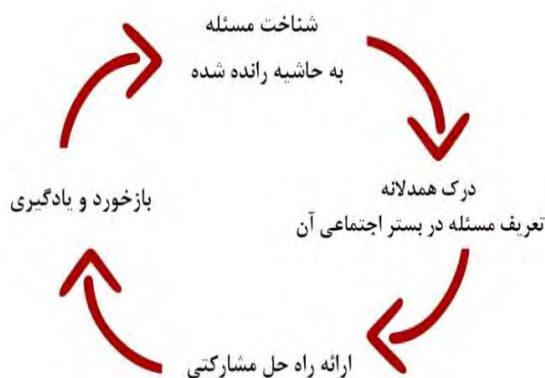 شناخت مسئله
به حاشیه رانده شده
درک همدلانه
تعریف مسئله در بستر اجتماعی آن
ارائه راه حل مشارکتی
بازخورد و یادگیری